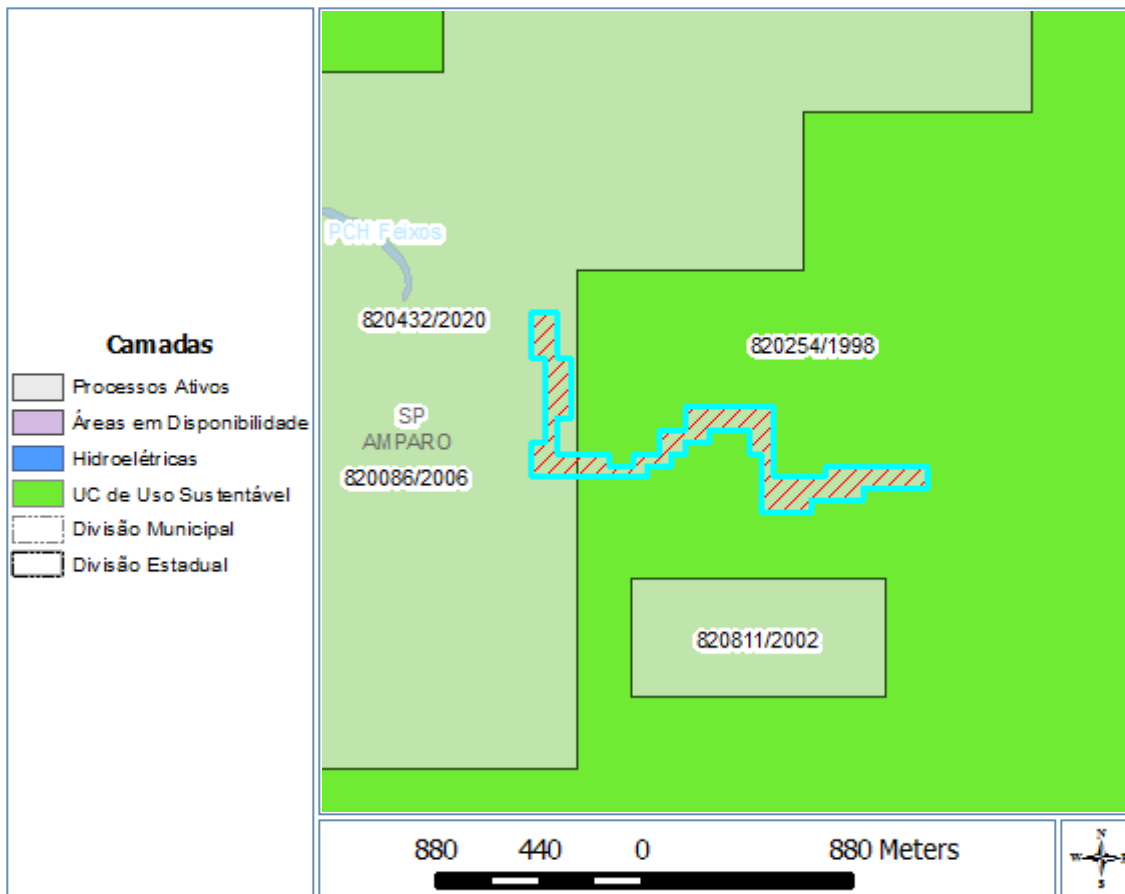 Camadas
Processos Ativos
Áreas em Disponibilidade
Hidroelétricas
UC de Uso Sustentável
Divisão Municipal
Divisão Estadual
PCH Feixos
820432/2020
820254/1998
SP
AMPARO
820086/2006
820811/2002
880 440 0 880 Meters
N
W E
S